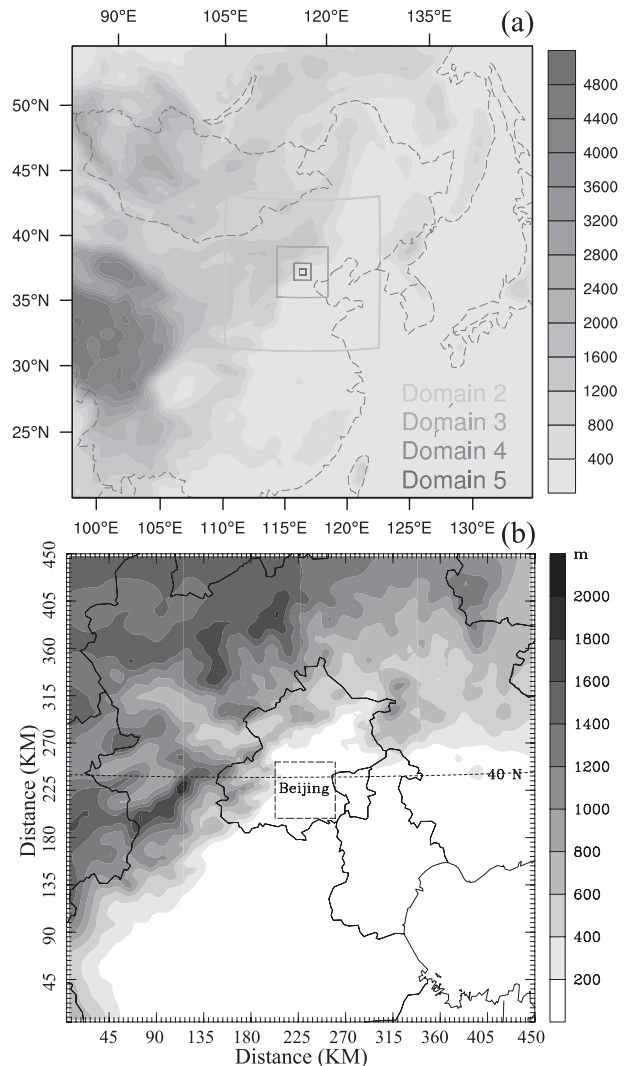 90°E 105°E 120°E 135°E
(a)
50°N
45°N
40°N
35°N
30°N
25°N
4800
4400
4000
3600
3200
2800
2400
2000
1600
1200
800
400
Domain 2
Domain 3
Domain 4
Domain 5
100°E 105°E 110°E 115°E 120°E 125°E 130°E
(b)
450
405
360
315
270
225
180
135
90
45
Distance (KM)
m
2000
1800
1600
1400
1200
1000
800
600
400
200
40 N
Beijing
45 90 135 180 225 270 315 360 405 450
Distance (KM)